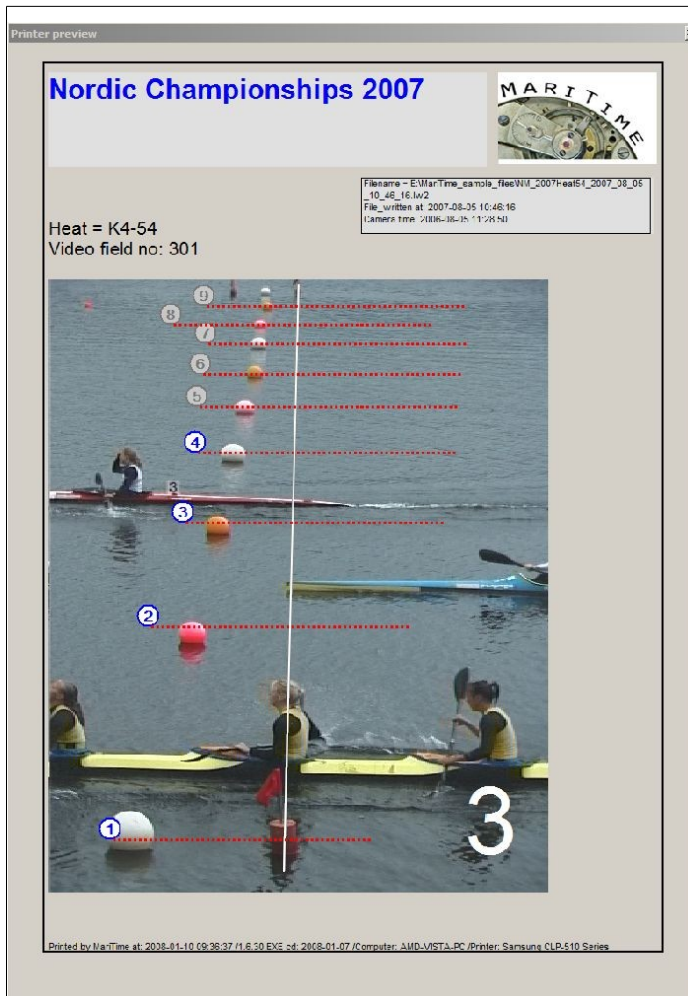 Printer preview
Nordic Championships 2007
MARITIME
Filename = E:\MariTime_sample_files\NM_2007Heat54_2007_08_05
_10_46_16.lw2
File_written at: 2007-08-05 10:46:16
Camera time: 2006-08-05 11:28:50
Heat = K4-54
Video field no: 301
9
8
7
6
5
4
3
3
2
1
3
Printed by MariTime at: 2008-01-10 09:36:37 /1.6.30 EXE cd: 2008-01-07 /Computer: AMD-VISTA-PC /Printer: Samsung CLP-510 Series